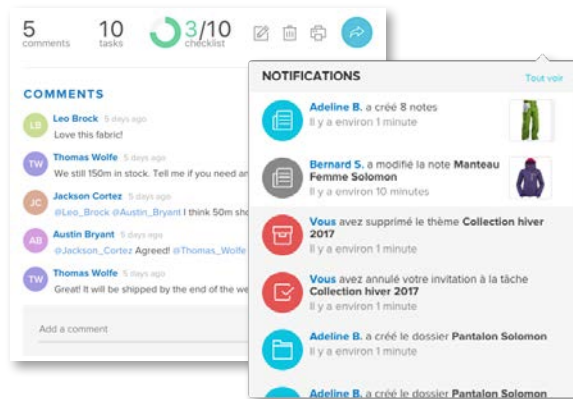 5
comments
10
tasks
3/10
checklist
COMMENTS
LB
Leo Brock 5 days ago
Love this fabric!
TW
Thomas Wolfe 5 days ago
We still 150m in stock. Tell me if you need
JC
Jackson Cortez 5 days ago
@Leo_Brock @Austin_Bryant I think 50m
AB
Austin Bryant 5 days ago
@Jackson_Cortez Agreed! @Thomas_Wolfe
TW
Thomas Wolfe 5 days ago
Great! It will be shipped by the end of the
Add a comment
NOTIFICATIONS
Tout voir
Adeline B. a créé 8 notes
Il y a environ 1 minute
Bernard S. a modifié la note Manteau
Femme Solomon
Il y a environ 10 minutes
Vous avez supprimé le thème Collection hiver
2017
Il y a environ 1 minute
Vous avez annulé votre invitation à la tâche
Collection hiver 2017
Il y a environ 1 minute
Adeline B. a créé le dossier Pantalon Solomon
Il y a environ 1 minute
Adeline B. a créé le dossier Pantalon Solomon